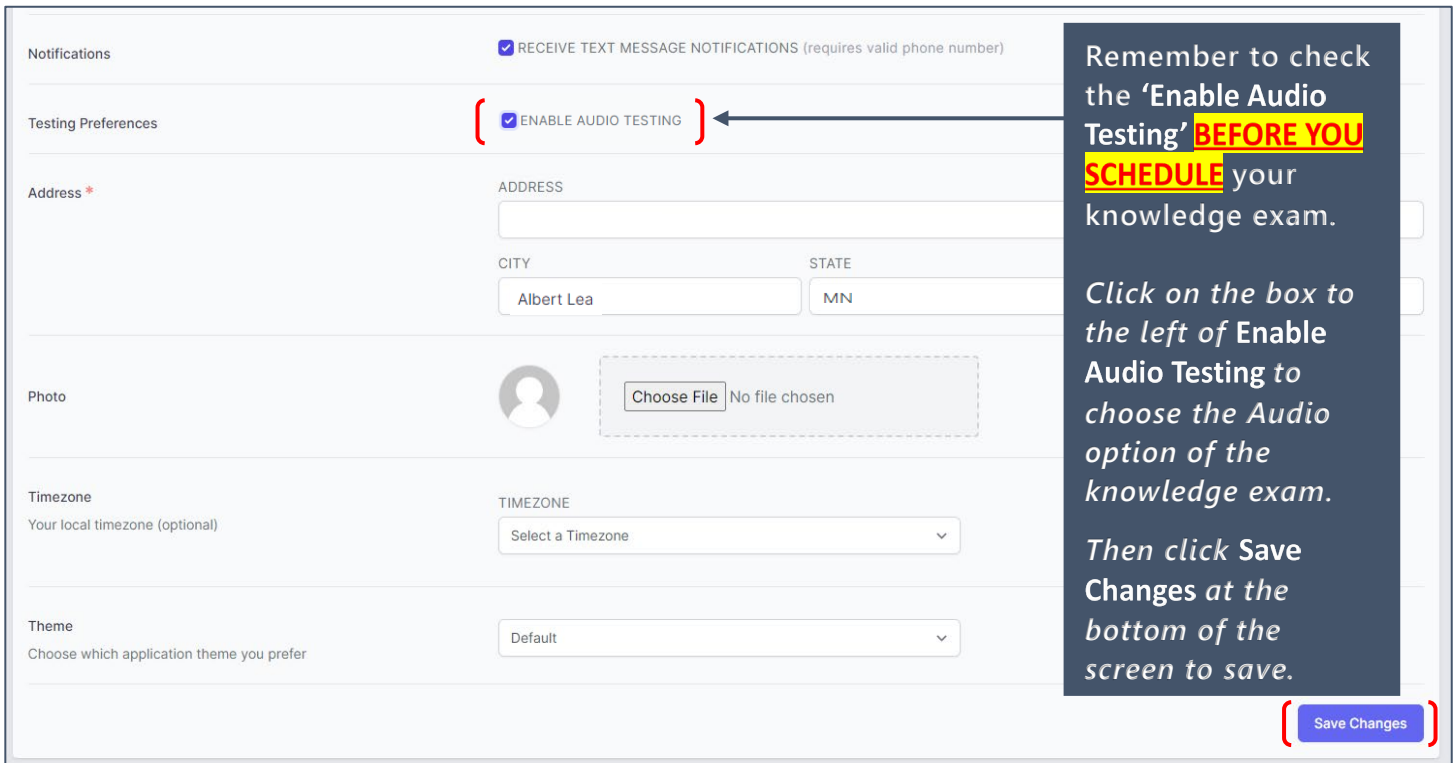 Notifications
RECEIVE TEXT MESSAGE NOTIFICATIONS (requires valid phone number)
Testing Preferences
ENABLE AUDIO TESTING
Address *
ADDRESS
CITY
STATE
Albert Lea
MN
Photo
Choose File No file chosen
Timezone
Your local timezone (optional)
TIMEZONE
Select a Timezone
Theme
Choose which application theme you prefer
Default
Remember to check
the ‘Enable Audio
Testing’ BEFORE YOU
SCHEDULE your
knowledge exam.
Click on the box to
the left of Enable
Audio Testing to
choose the Audio
option of the
knowledge exam.
Then click Save
Changes at the
bottom of the
screen to save.
Save Changes